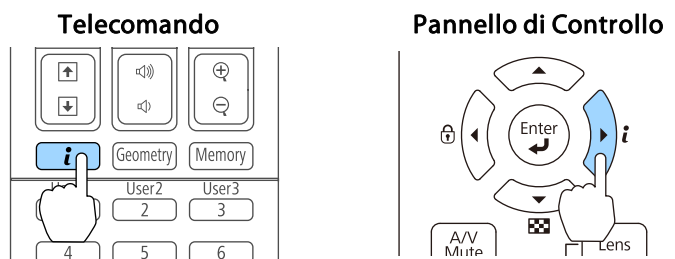 Telecomando
Pannello di Controllo
i
Geometry
Memory
User2
User3
2
3
4
5
6
Enter
i
A/V
Mute
Lens